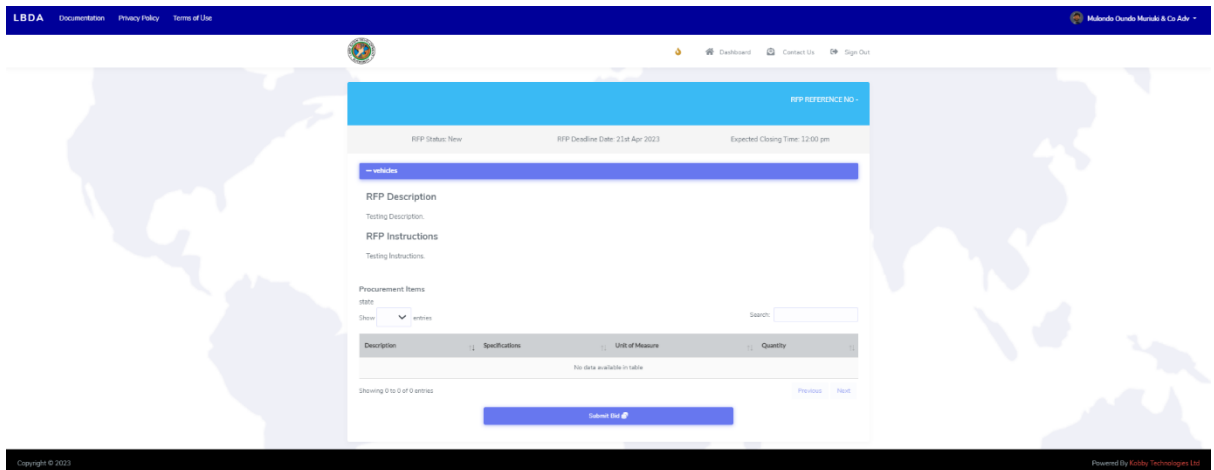 LBDA Documentation Privacy Policy Terms of Use Mulondo Oundo Muriuki & Co Adv
Dashboard Contact Us Sign Out
RFP REFERENCE NO -
RFP Status: New RFP Deadline Date: 21st Apr 2023 Expected Closing Time: 12:00 pm
— vehicles
RFP Description
Testing Description.
RFP Instructions
Testing Instructions.
Procurement Items
state
Show entries Search:
Description Specifications Unit of Measure Quantity
No data available in table
Showing 0 to 0 of 0 entries Previous Next
Submit Bid
Copyright © 2023 Powered By Kobby Technologies Ltd